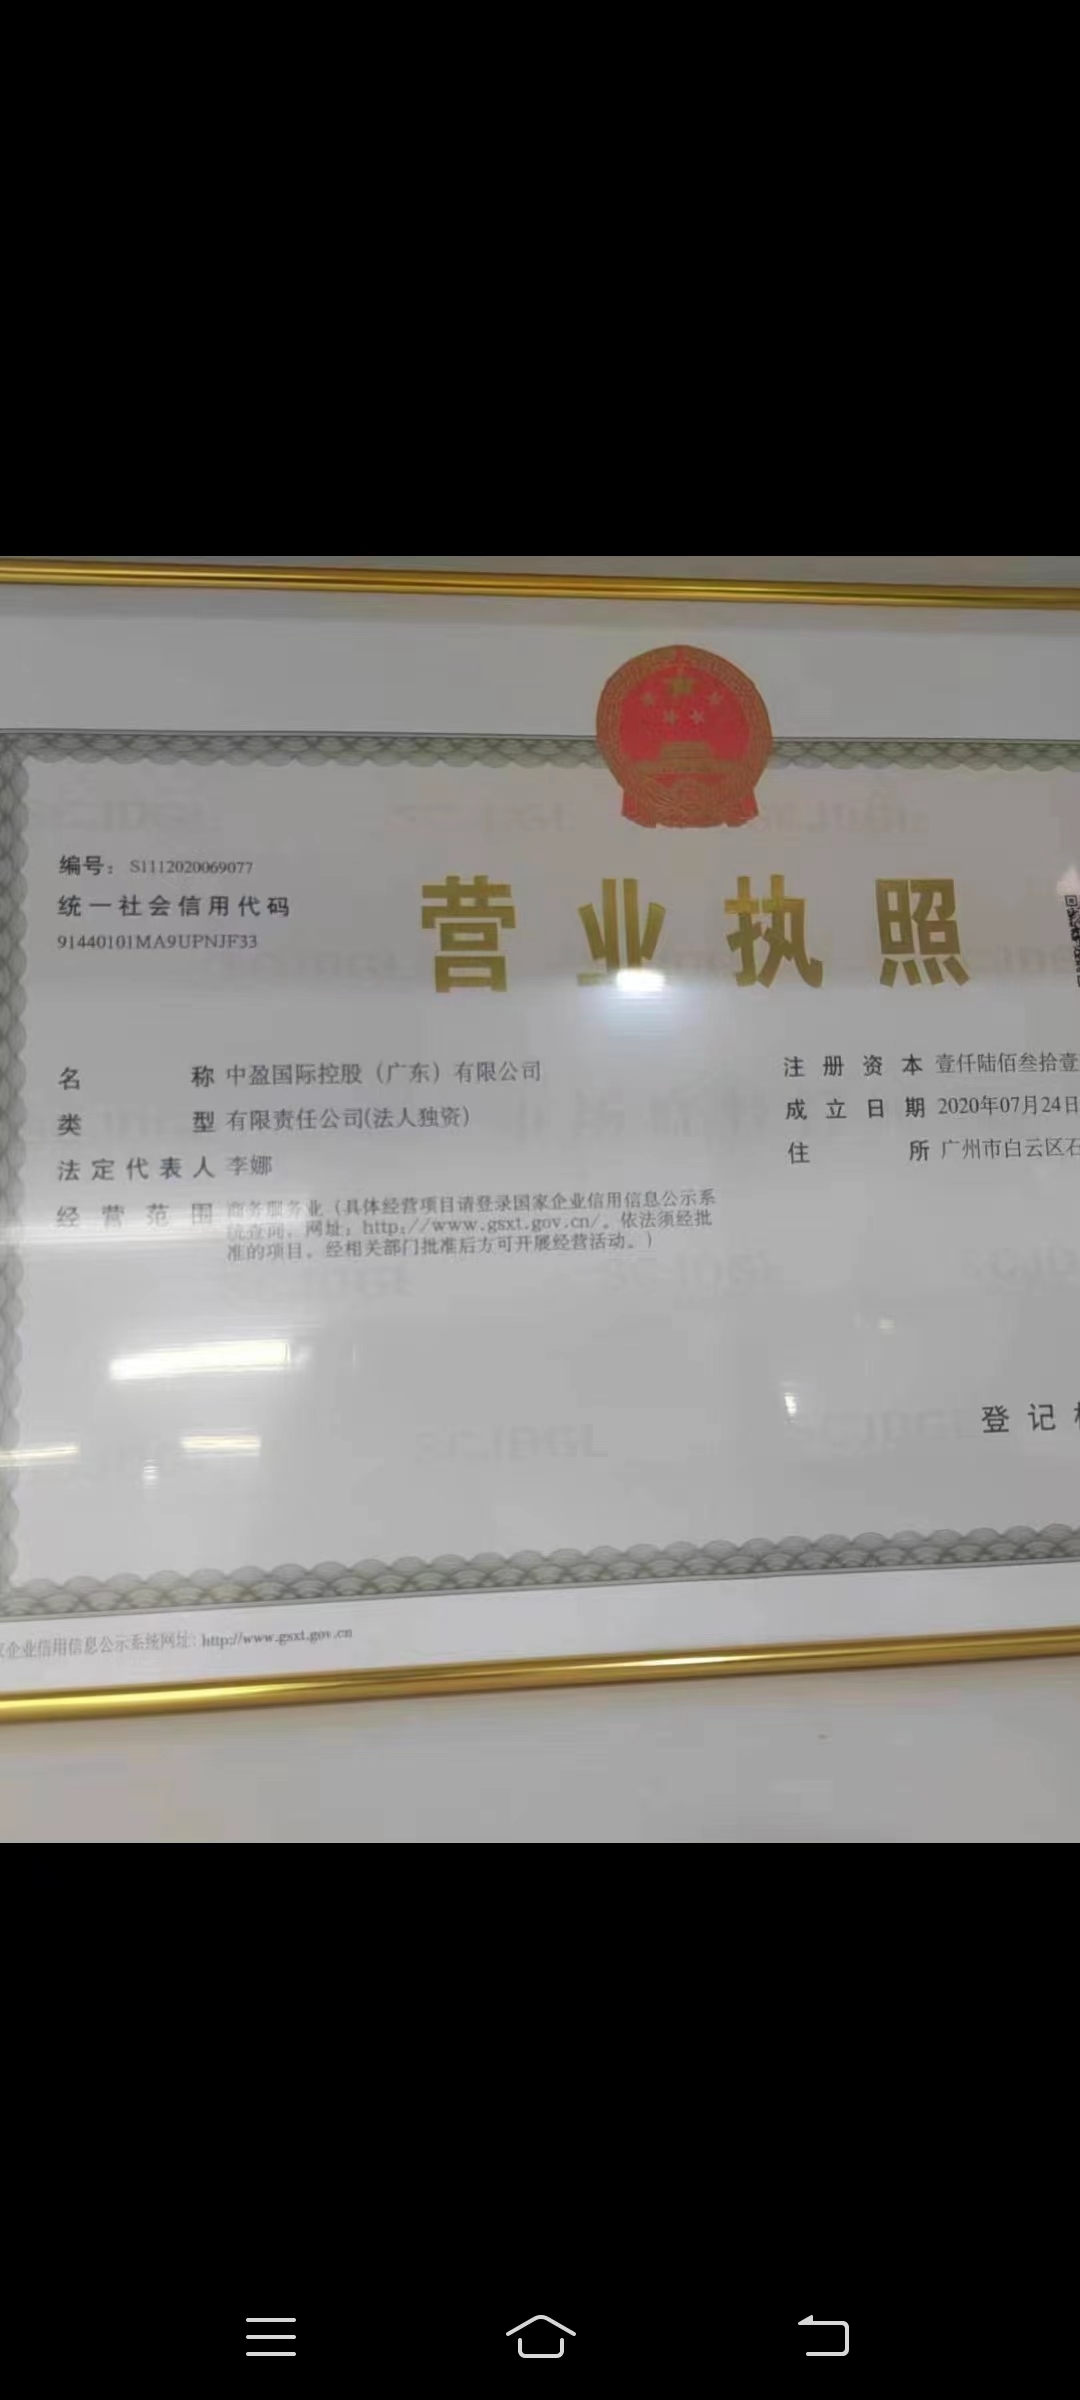 编号：S1112020069077
统一社会信用代码
91440101MA9UPNJF33
营业执照
名称 中盈国际控股（广东）有限公司
类型 有限责任公司(法人独资)
法定代表人 李娜
经营范围 商务服务业（具体经营项目请登录国家企业信用信息公示系
统查询，网址：http://www.gsxt.gov.cn/。依法须经批
准的项目，经相关部门批准后方可开展经营活动。）
注册资本 壹仟陆佰叁拾壹
成立日期 2020年07月24日
住所 广州市白云区石
登记
企业信用信息公示系统网址：http://www.gsxt.gov.cn